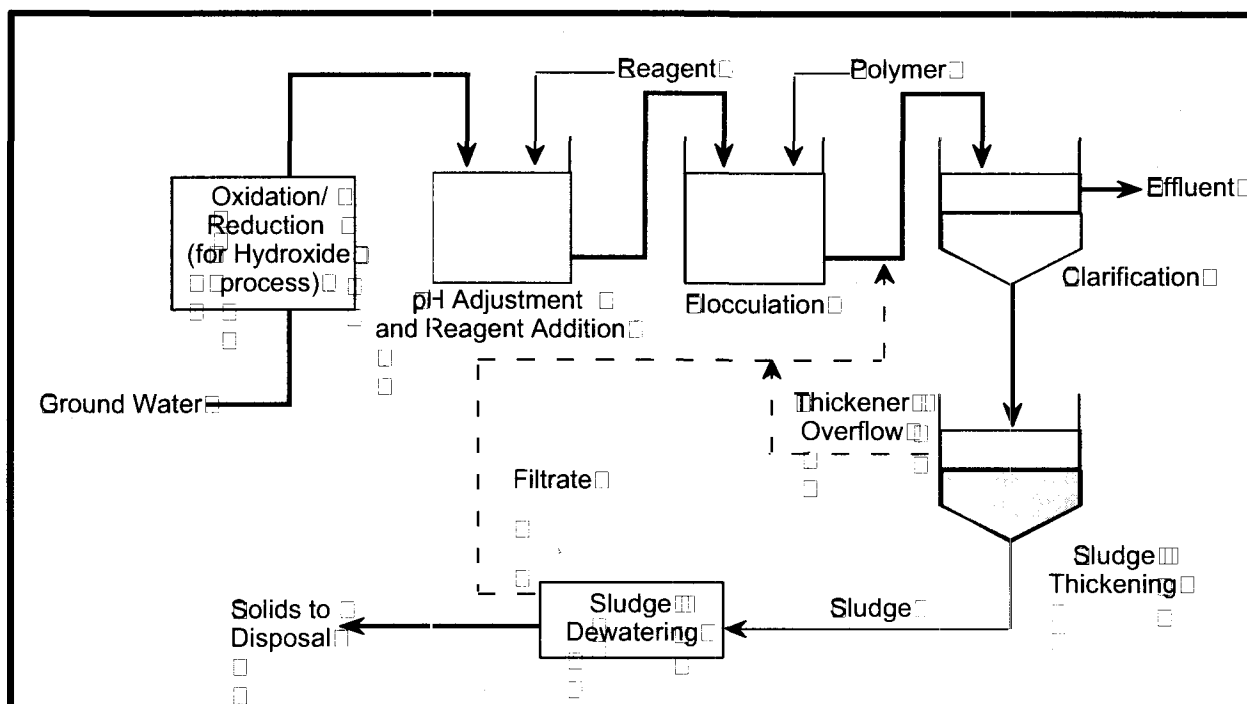 Reagent
Polymer
Oxidation/
Reduction
(for Hydroxide
process)
Effluent
Clarification
pH Adjustment
and Reagent Addition
Flocculation
Ground Water
Thickener
Overflow
Filtrate
Sludge
Thickening
Solids to
Disposal
Sludge
Dewatering
Sludge